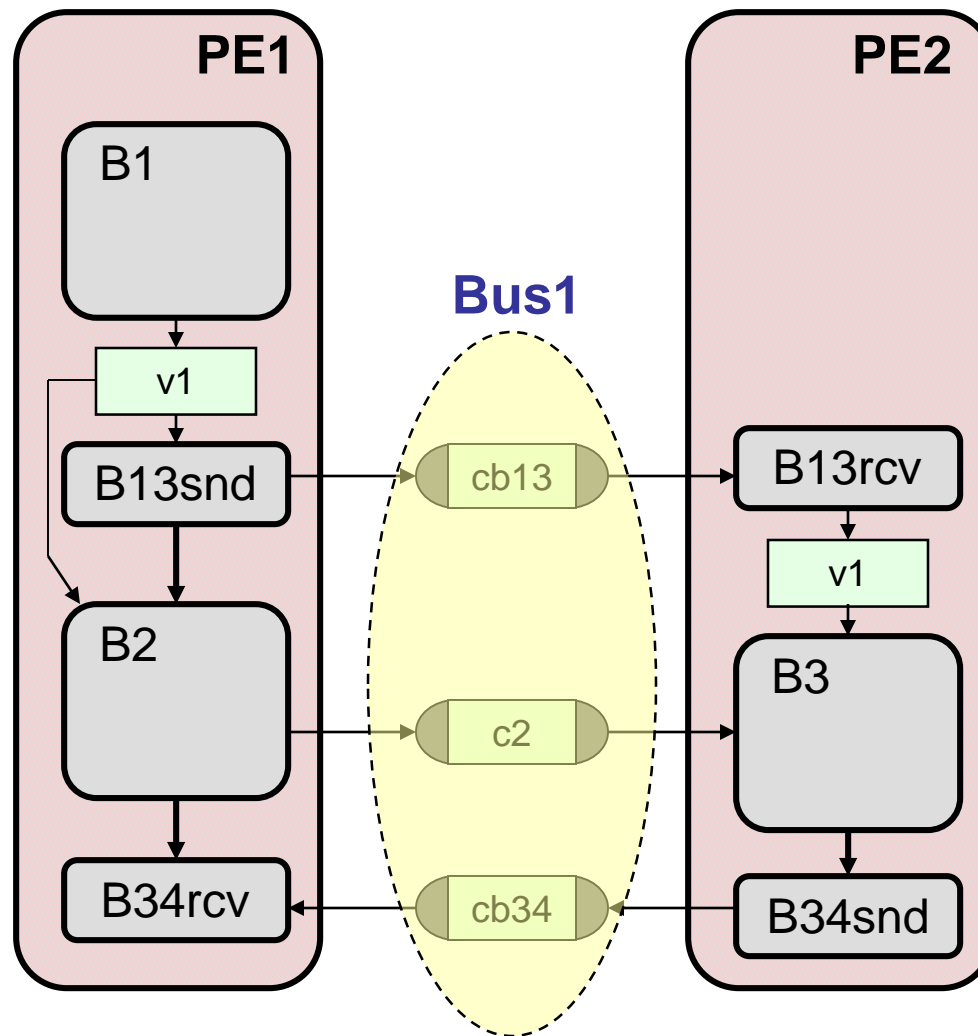 PE1
PE2
B1
Bus1
v1
B13snd
cb13
B13rcv
v1
B2
B3
c2
B34rcv
cb34
B34snd